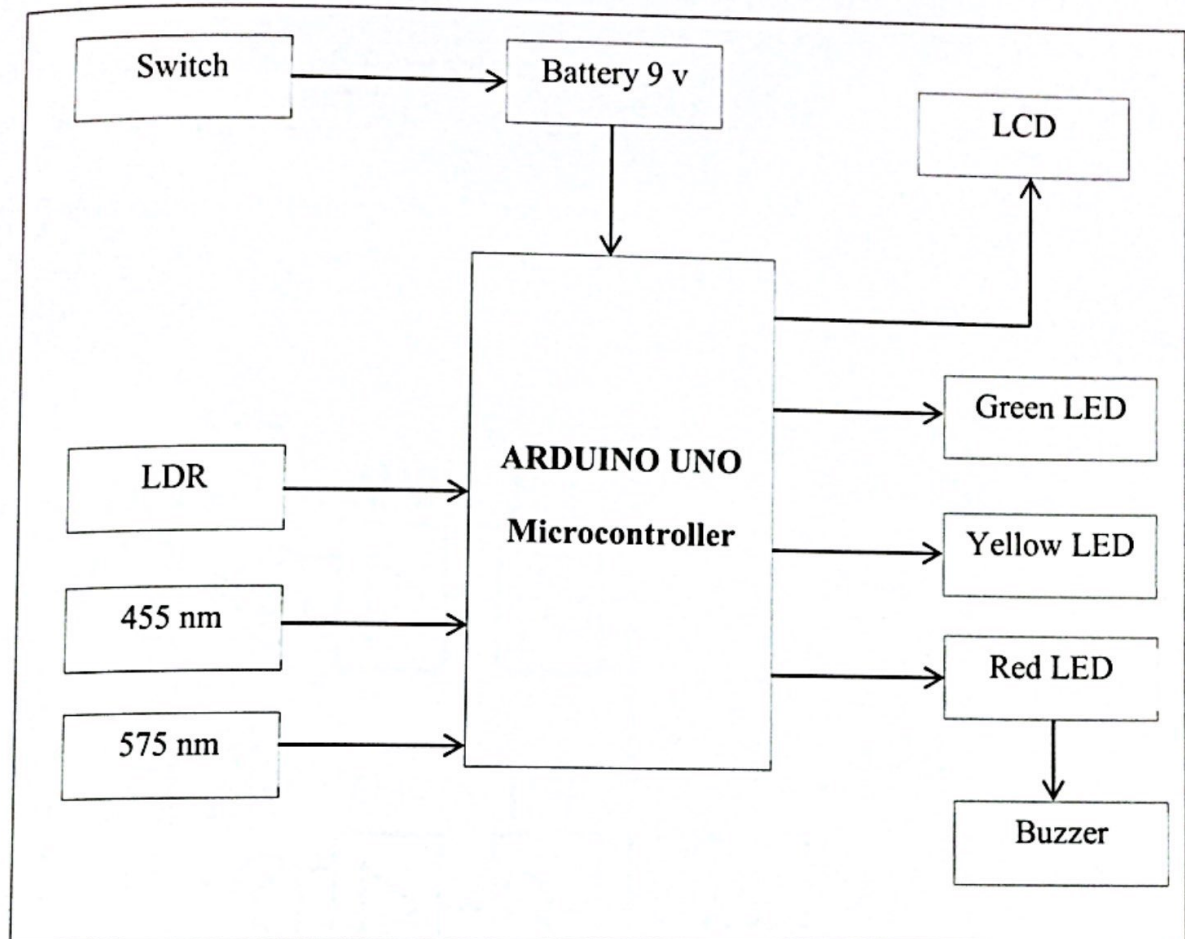 Switch
Battery 9 v
LCD
Green LED
ARDUINO UNO
Microcontroller
LDR
Yellow LED
455 nm
Red LED
575 nm
Buzzer